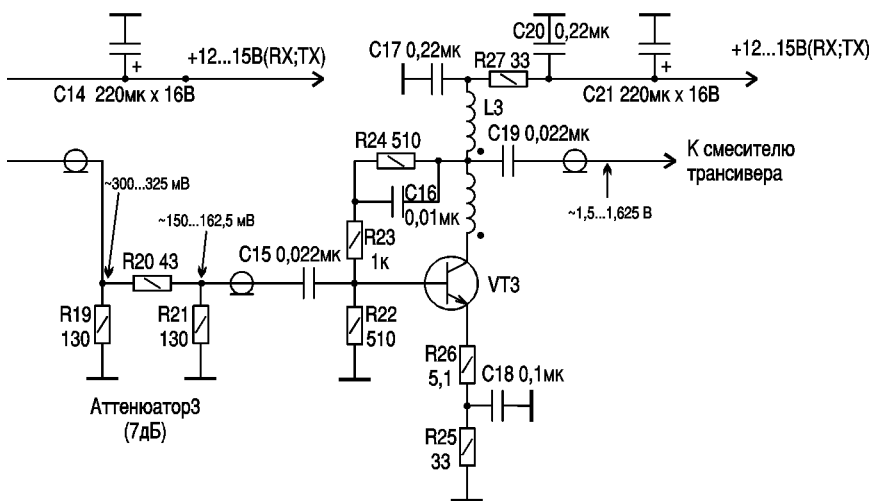 C20 0,22мк
C17 0,22мк
+12...15В(RX;TX)
+12...15В(RX;TX)
R27 33
+
+
C14 220мк х 16В
C21 220мк х 16В
L3
R24 510
C19 0,022мк
К смесителю
трансивера
~300...325 мВ
C16
0,01мк
~1,5...1,625 В
~150...162,5 мВ
R23
1к
C15 0,022мк
R20 43
VT3
R19
130
R21
130
R22
510
R26
5,1
C18 0,1мк
Аттенюатор3
(7дБ)
R25
33